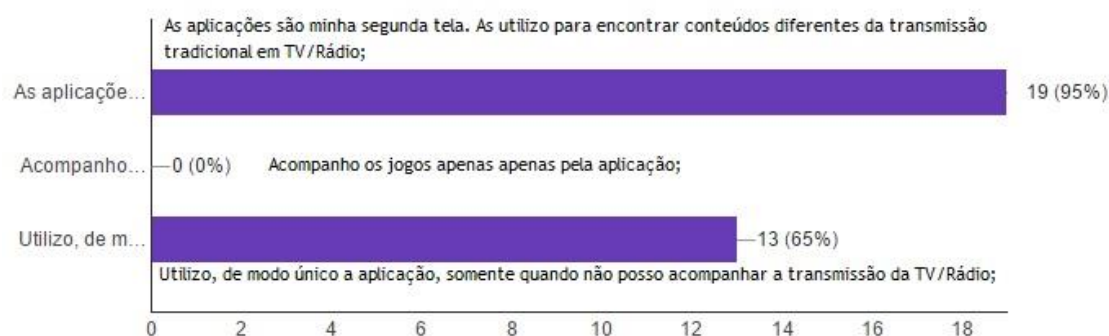 As aplicações são minha segunda tela. As utilizo para encontrar conteúdos diferentes da transmissão
tradicional em TV/Rádio;
As aplicaçõe...
19 (95%)
Acompanho...
0 (0%)
Acompanho os jogos apenas apenas pela aplicação;
Utilizo, de m...
13 (65%)
Utilizo, de modo único a aplicação, somente quando não posso acompanhar a transmissão da TV/Rádio;
0 2 4 6 8 10 12 14 16 18